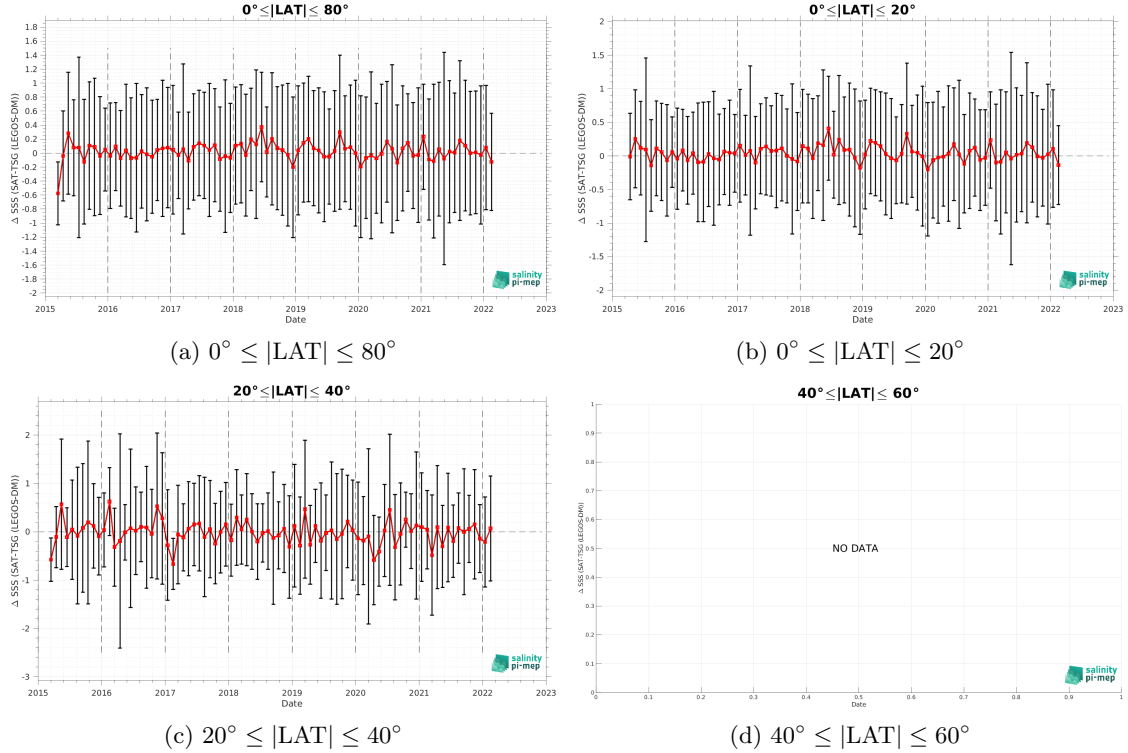 0°≤|LAT|≤ 80°
Δ SSS (SAT-TSG (LEGOS-DM))
1.8
1.6
1.4
1.2
1
0.8
0.6
0.4
0.2
0
-0.2
-0.4
-0.6
-0.8
-1
-1.2
-1.4
-1.6
-1.8
-2
2015 2016 2017 2018 2019 2020 2021 2022 2023
Date
salinity
pi-mep
(a) 0° ≤ |LAT| ≤ 80°
0°≤|LAT|≤ 20°
Δ SSS (SAT-TSG (LEGOS-DM))
2
1.5
1
0.5
0
-0.5
-1
-1.5
-2
2015 2016 2017 2018 2019 2020 2021 2022 2023
Date
salinity
pi-mep
(b) 0° ≤ |LAT| ≤ 20°
20°≤|LAT|≤ 40°
Δ SSS (SAT-TSG (LEGOS-DM))
2
1
0
-1
-2
-3
2015 2016 2017 2018 2019 2020 2021 2022 2023
Date
salinity
pi-mep
(c) 20° ≤ |LAT| ≤ 40°
40°≤|LAT|≤ 60°
Δ SSS (SAT-TSG (LEGOS-DM))
1
0.9
0.8
0.7
0.6
0.5
0.4
0.3
0.2
0.1
0
NO DATA
0 0.1 0.2 0.3 0.4 0.5 0.6 0.7 0.8 0.9 1
Date
salinity
pi-mep
(d) 40° ≤ |LAT| ≤ 60°